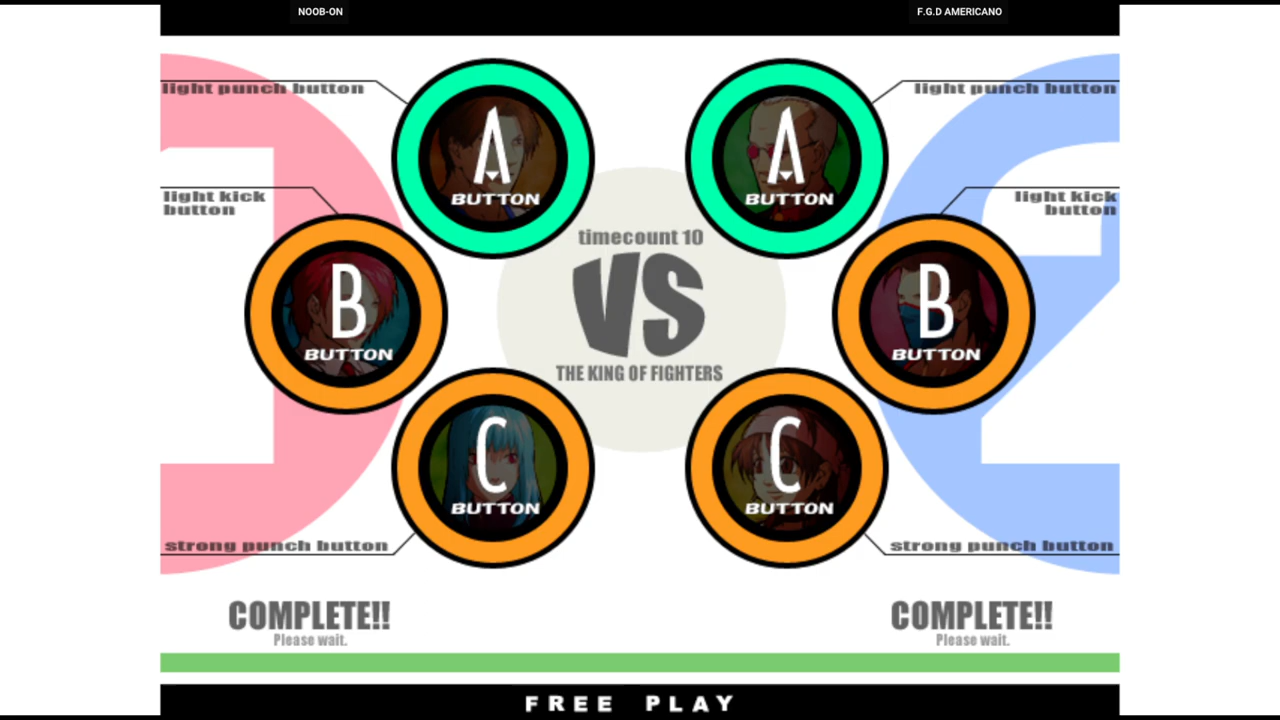 NOOB-ON
F.G.D AMERICANO
light punch button
A
BUTTON
A
BUTTON
light punch button
light kick
button
B
BUTTON
timecount 10
VS
THE KING OF FIGHTERS
light kick
button
B
BUTTON
C
BUTTON
C
BUTTON
strong punch button
strong punch button
1
2
COMPLETE!!
Please wait.
COMPLETE!!
Please wait.
FREE PLAY